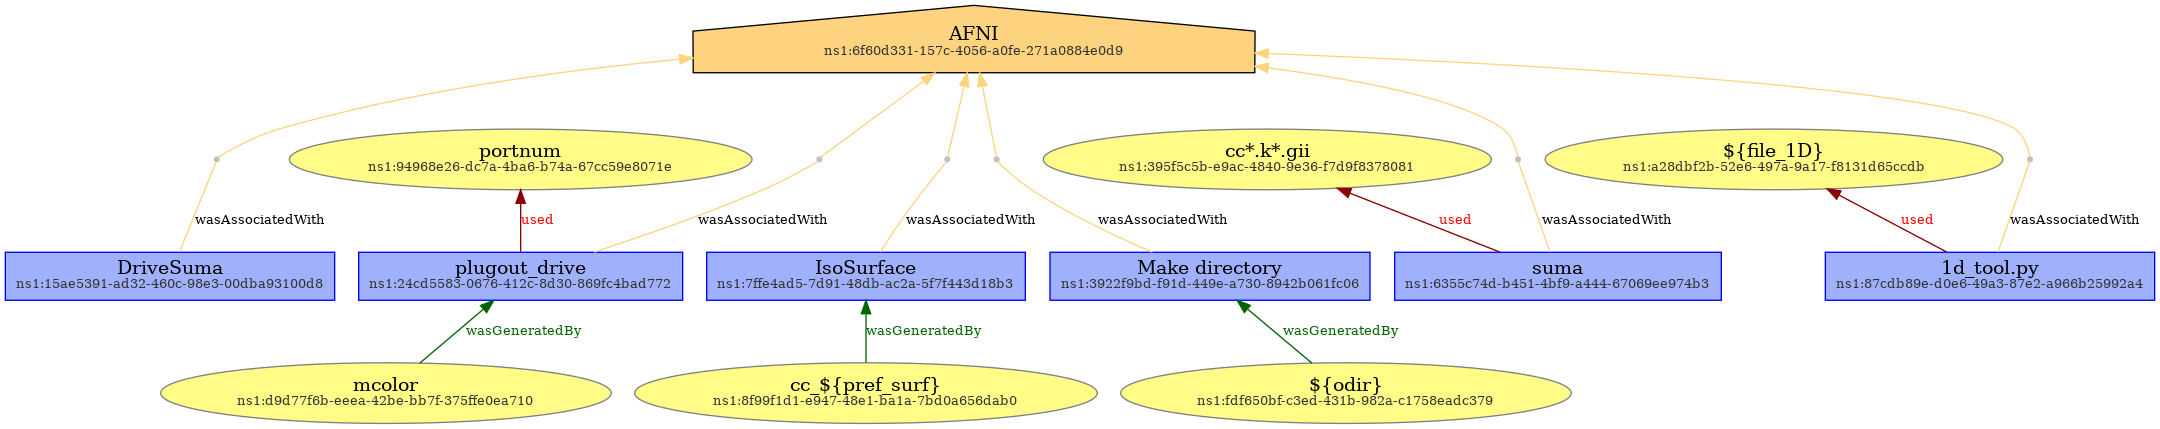 AFNI
ns1:6f60d331-157c-4056-a0fe-271a0884e0d9
portnum
ns1:94968e26-dc7a-4ba6-b74a-67cc59e8071e
cc*.k*.gii
ns1:395f5c5b-e9ac-4840-9e36-f7d9f8378081
${file_1D}
ns1:a28dbf2b-52e6-497a-9a17-f8131d65ccdb
wasAssociatedWith
used
wasAssociatedWith
wasAssociatedWith
wasAssociatedWith
used
wasAssociatedWith
used
wasAssociatedWith
DriveSuma
ns1:15ae5391-ad32-460c-98e3-00dba93100d8
plugout_drive
ns1:24cd5583-0676-412c-8d30-869fc4bad772
IsoSurface
ns1:7ffe4ad5-7d91-48db-ac2a-5f7f443d18b3
Make directory
ns1:3922f9bd-f91d-449e-a730-8942b061fc06
suma
ns1:6355c74d-b451-4bf9-a444-67069ee974b3
1d_tool.py
ns1:87cdb89e-d0e6-49a3-87e2-a966b25992a4
wasGeneratedBy
wasGeneratedBy
wasGeneratedBy
mcolor
ns1:d9d77f6b-eeea-42be-bb7f-375ffe0ea710
cc_${pref_surf}
ns1:8f99f1d1-e947-48e1-ba1a-7bd0a656dab0
${odir}
ns1:fdf650bf-c3ed-431b-982a-c1758eadc379